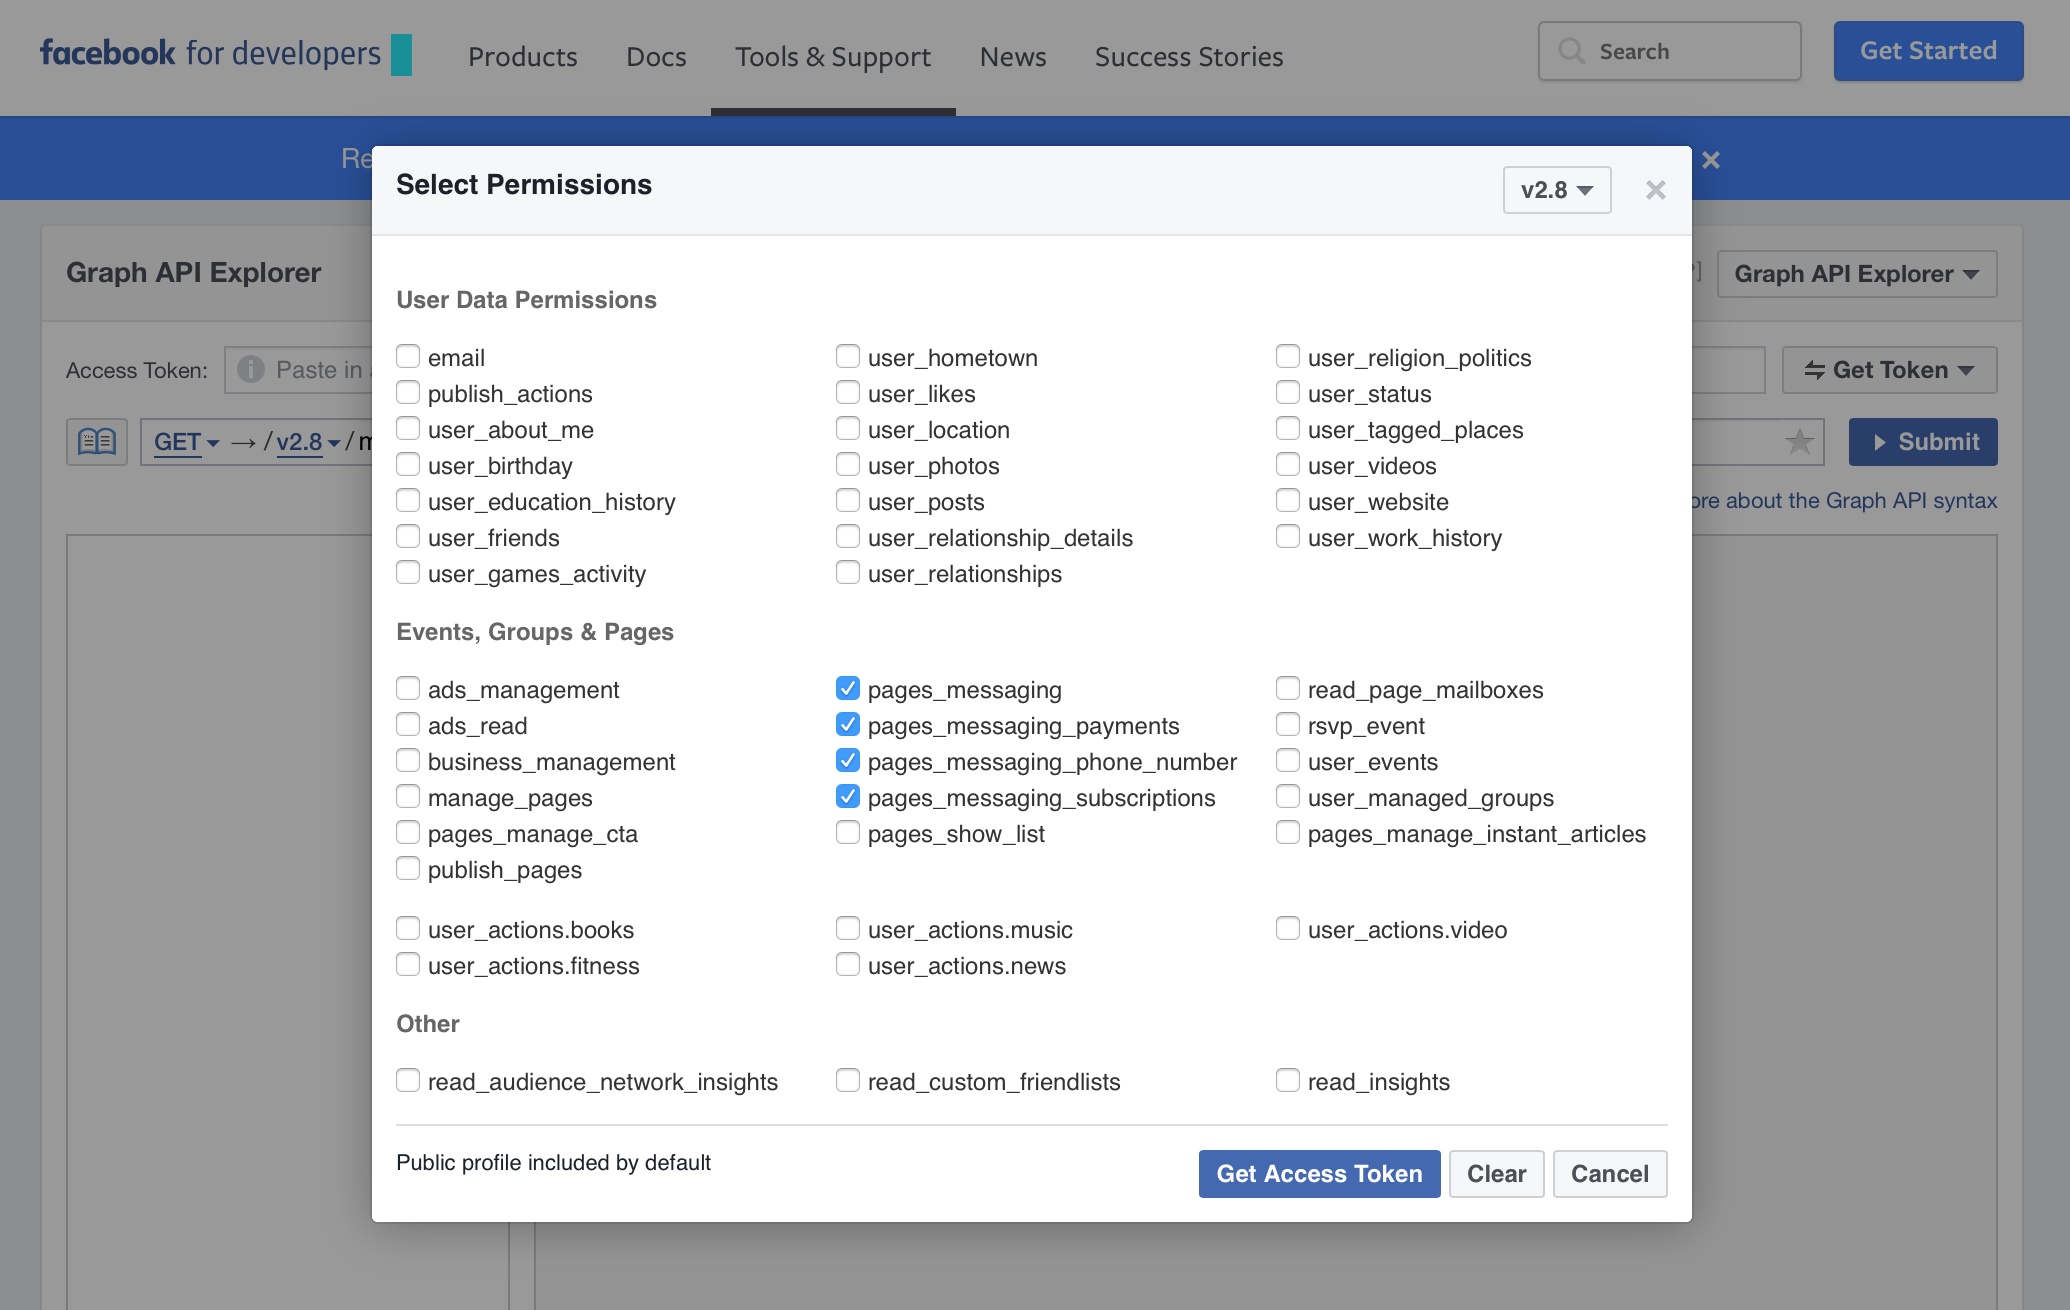 facebook for developers Products Docs Tools & Support News Success Stories Search Get Started
Select Permissions v2.8
Graph API Explorer Graph API Explorer
User Data Permissions
Access Token: Paste in Get Token
email user_hometown user_religion_politics
publish_actions user_likes user_status
user_about_me user_location user_tagged_places
GET → / v2.8 / Submit
user_birthday user_photos user_videos
user_education_history user_posts user_website
about the Graph API syntax
user_friends user_relationship_details user_work_history
user_games_activity user_relationships
Events, Groups & Pages
ads_management pages_messaging read_page_mailboxes
ads_read pages_messaging_payments rsvp_event
business_management pages_messaging_phone_number user_events
manage_pages pages_messaging_subscriptions user_managed_groups
pages_manage_cta pages_show_list pages_manage_instant_articles
publish_pages
user_actions.books user_actions.music user_actions.video
user_actions.fitness user_actions.news
Other
read_audience_network_insights read_custom_friendlists read_insights
Public profile included by default Get Access Token Clear Cancel